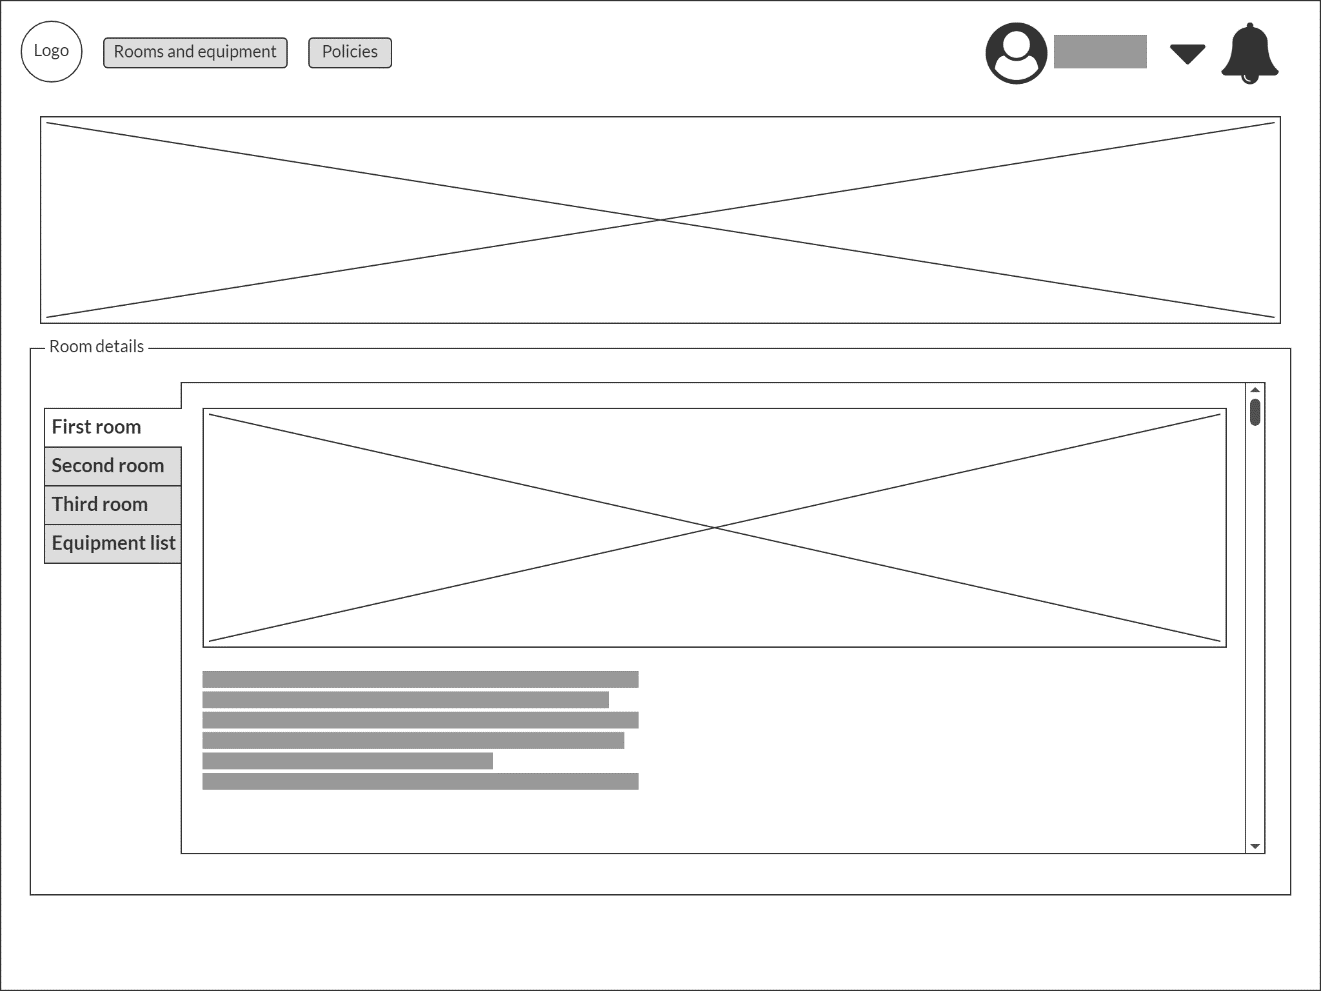 Logo
Rooms and equipment
Policies
Room details
First room
Second room
Third room
Equipment list